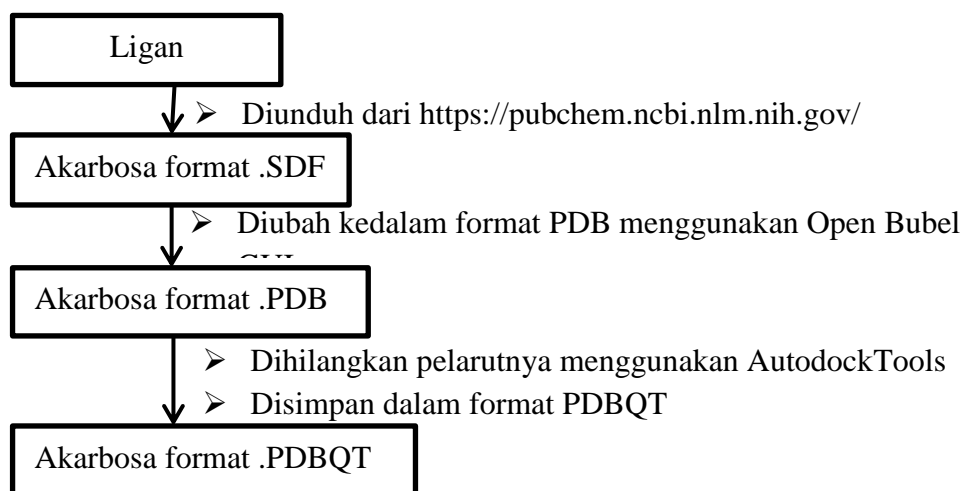 Ligan
➢ Diunduh dari https://pubchem.ncbi.nlm.nih.gov/
Akarbosa format .SDF
➢ Diubah kedalam format PDB menggunakan Open Bubel
Akarbosa format .PDB
➢ Dihilangkan pelarutnya menggunakan AutodockTools
➢ Disimpan dalam format PDBQT
Akarbosa format .PDBQT